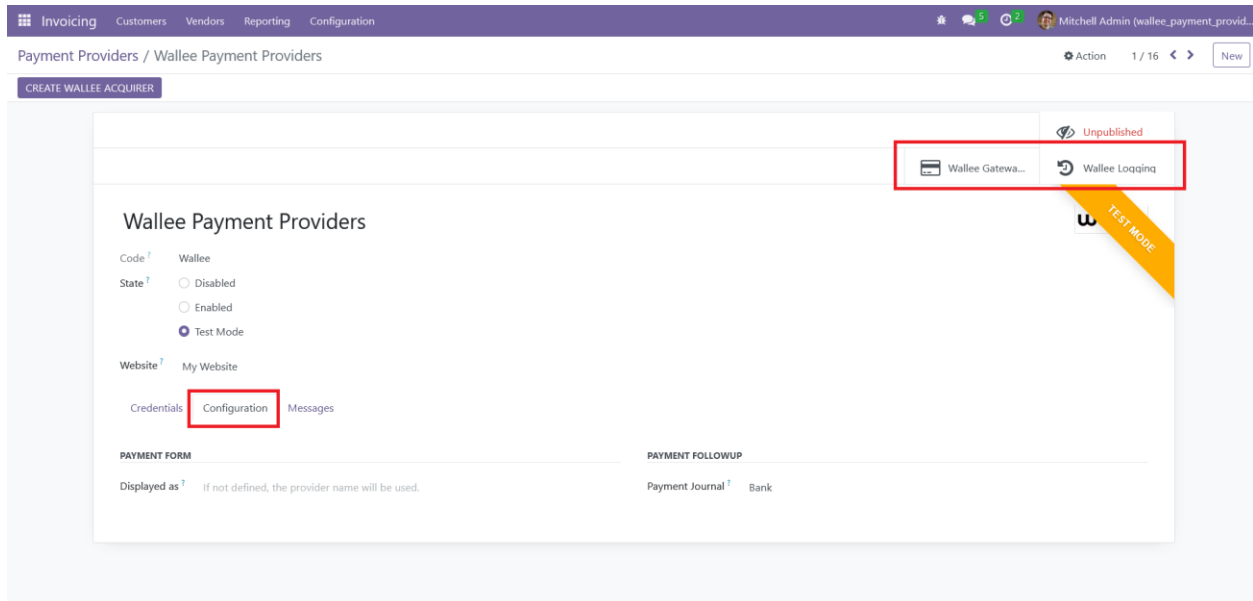 Invoicing Customers Vendors Reporting Configuration 5 2 Mitchell Admin (wallee_payment_provid...
Payment Providers / Wallee Payment Providers Action 1 / 16 New
CREATE WALLEE ACQUIRER
Unpublished
Wallee Gatewa... Wallee Logging
Wallee Payment Providers
w
TEST MODE
Code ? Wallee
State ? Disabled
Enabled
Test Mode
Website ? My Website
Credentials Configuration Messages
PAYMENT FORM PAYMENT FOLLOWUP
Displayed as ? If not defined, the provider name will be used. Payment Journal ? Bank